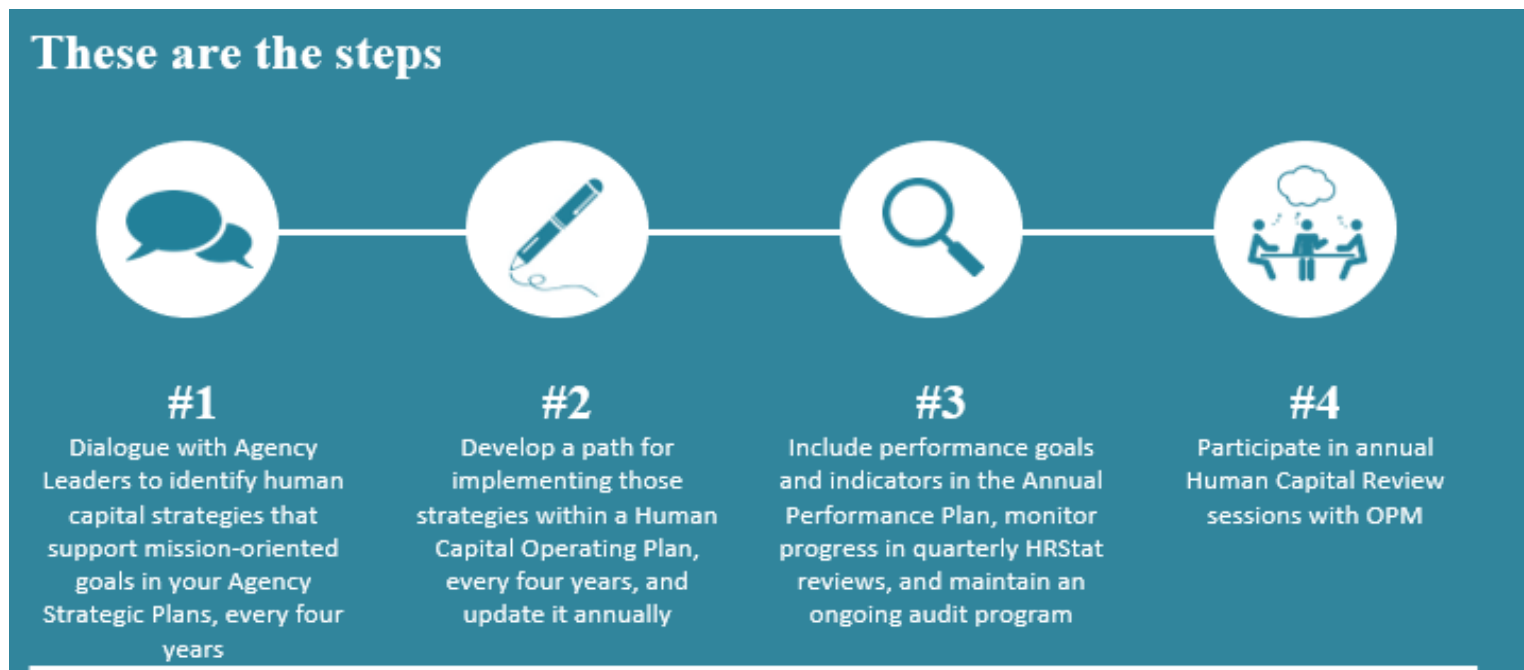 These are the steps
#1
Dialogue with Agency
Leaders to identify human
capital strategies that
support mission-oriented
goals in your Agency
Strategic Plans, every four
years
#2
Develop a path for
implementing those
strategies within a Human
Capital Operating Plan,
every four years, and
update it annually
#3
Include performance goals
and indicators in the Annual
Performance Plan, monitor
progress in quarterly HRStat
reviews, and maintain an
ongoing audit program
#4
Participate in annual
Human Capital Review
sessions with OPM